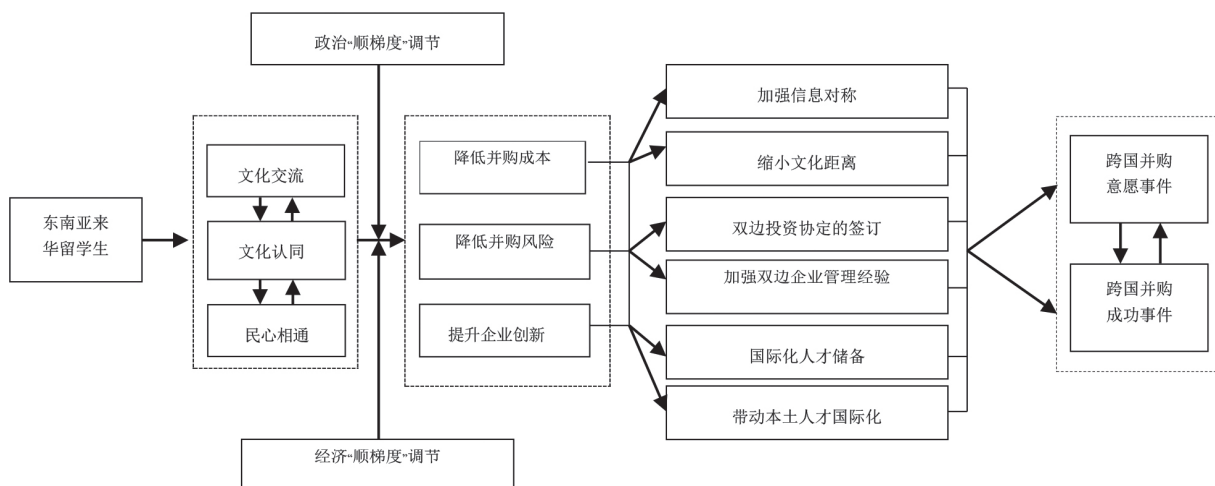 政治“顺梯度”调节
东南亚来
华留学生
文化交流
文化认同
民心相通
经济“顺梯度”调节
降低并购成本
降低并购风险
提升企业创新
加强信息对称
缩小文化距离
双边投资协定的签订
加强双边企业管理经验
国际化人才储备
带动本土人才国际化
跨国并购
意愿事件
跨国并购
成功事件